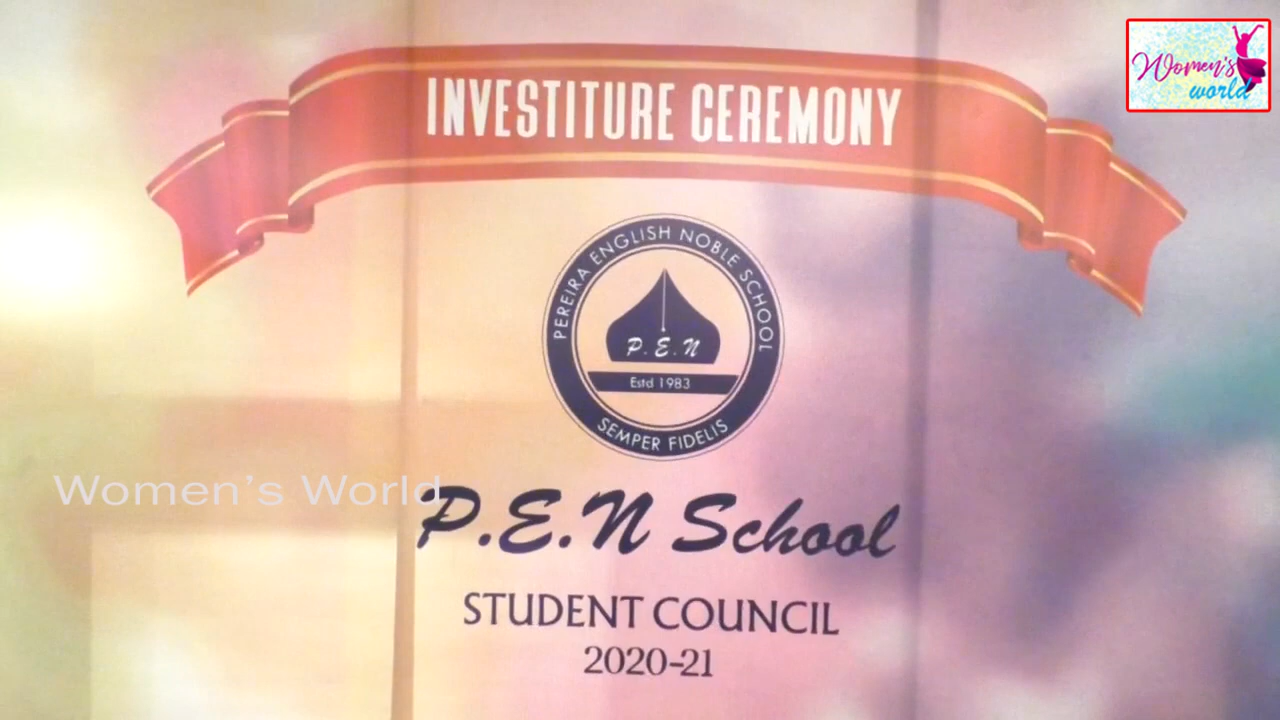 Women's
world
INVESTITURE CEREMONY
PEREIRA ENGLISH NOBLE SCHOOL
P.E.N
Estd 1983
SEMPER FIDELIS
Women's World
P.E.N School
STUDENT COUNCIL
2020-21